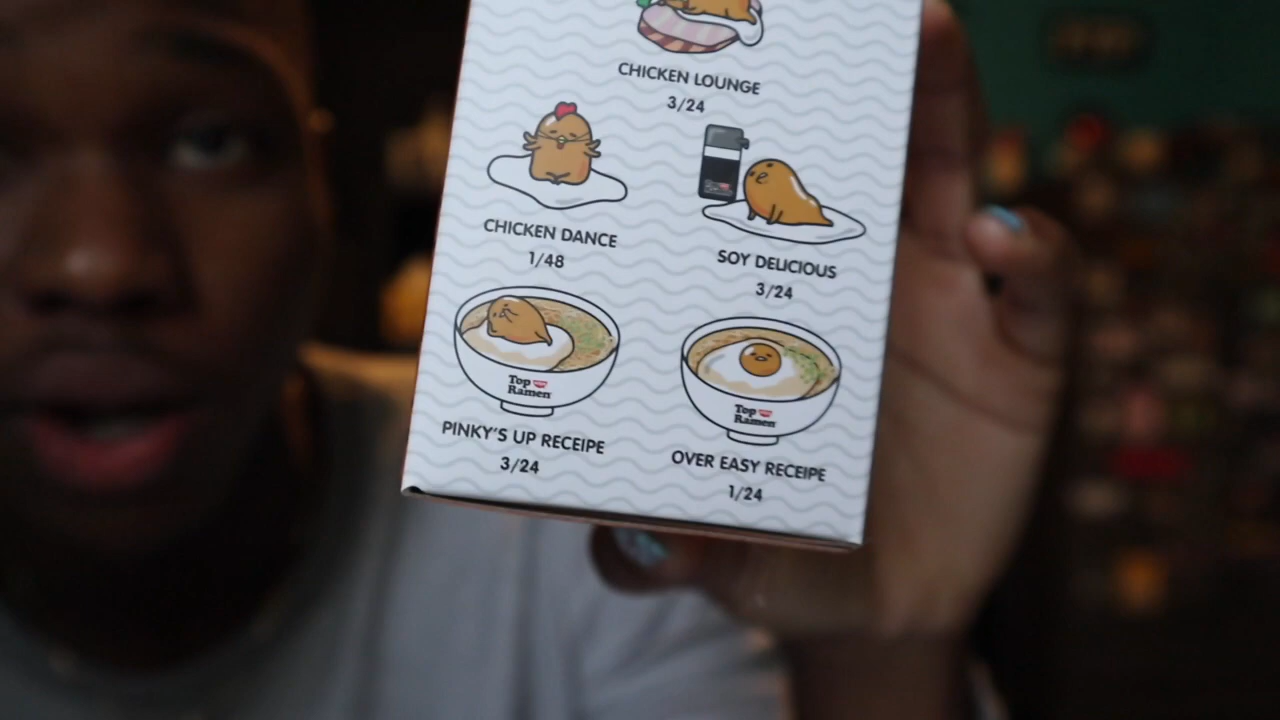 CHICKEN LOUNGE
3/24
CHICKEN DANCE
1/48
SOY DELICIOUS
3/24
Top
Ramen
PINKY'S UP RECEIPE
3/24
Top
Ramen
OVER EASY RECEIPE
1/24